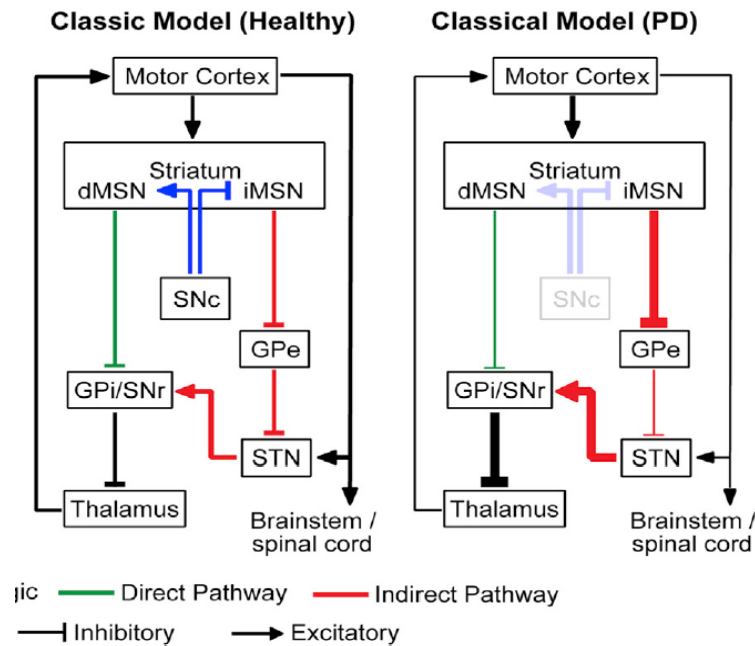 Classic Model (Healthy)
Classical Model (PD)
Motor Cortex
Striatum
dMSN
iMSN
SNc
GPe
GPi/SNr
STN
Thalamus
Brainstem /
spinal cord
Motor Cortex
Striatum
dMSN
iMSN
SNc
GPe
GPi/SNr
STN
Thalamus
Brainstem /
spinal cord
gic Direct Pathway Indirect Pathway
Inhibitory Excitatory